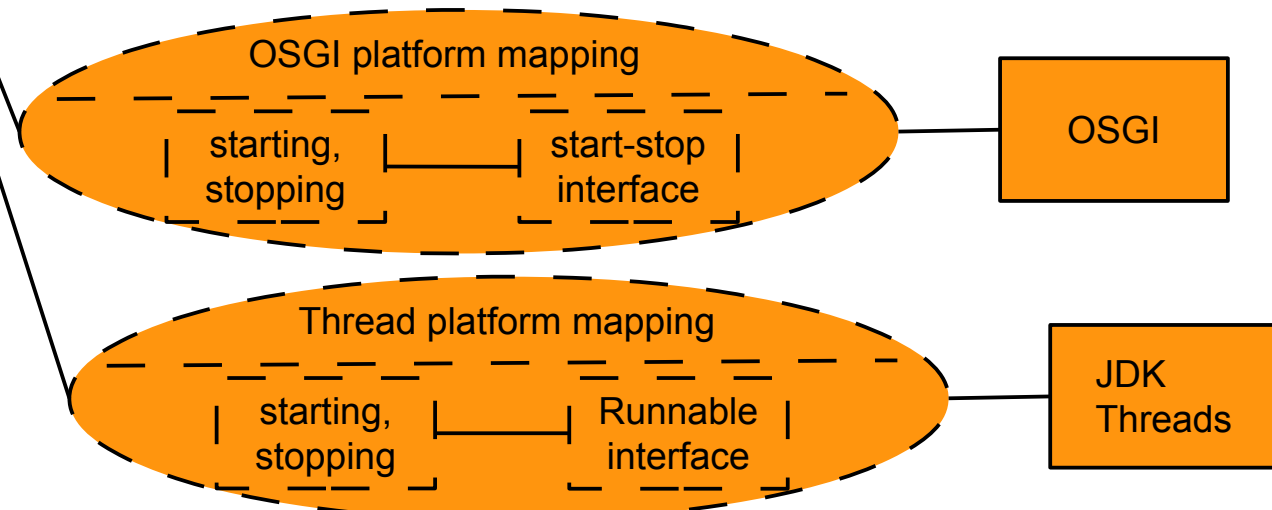 OSGI platform mapping
starting,
stopping
start-stop
interface
OSGI
Thread platform mapping
starting,
stopping
Runnable
interface
JDK
Threads